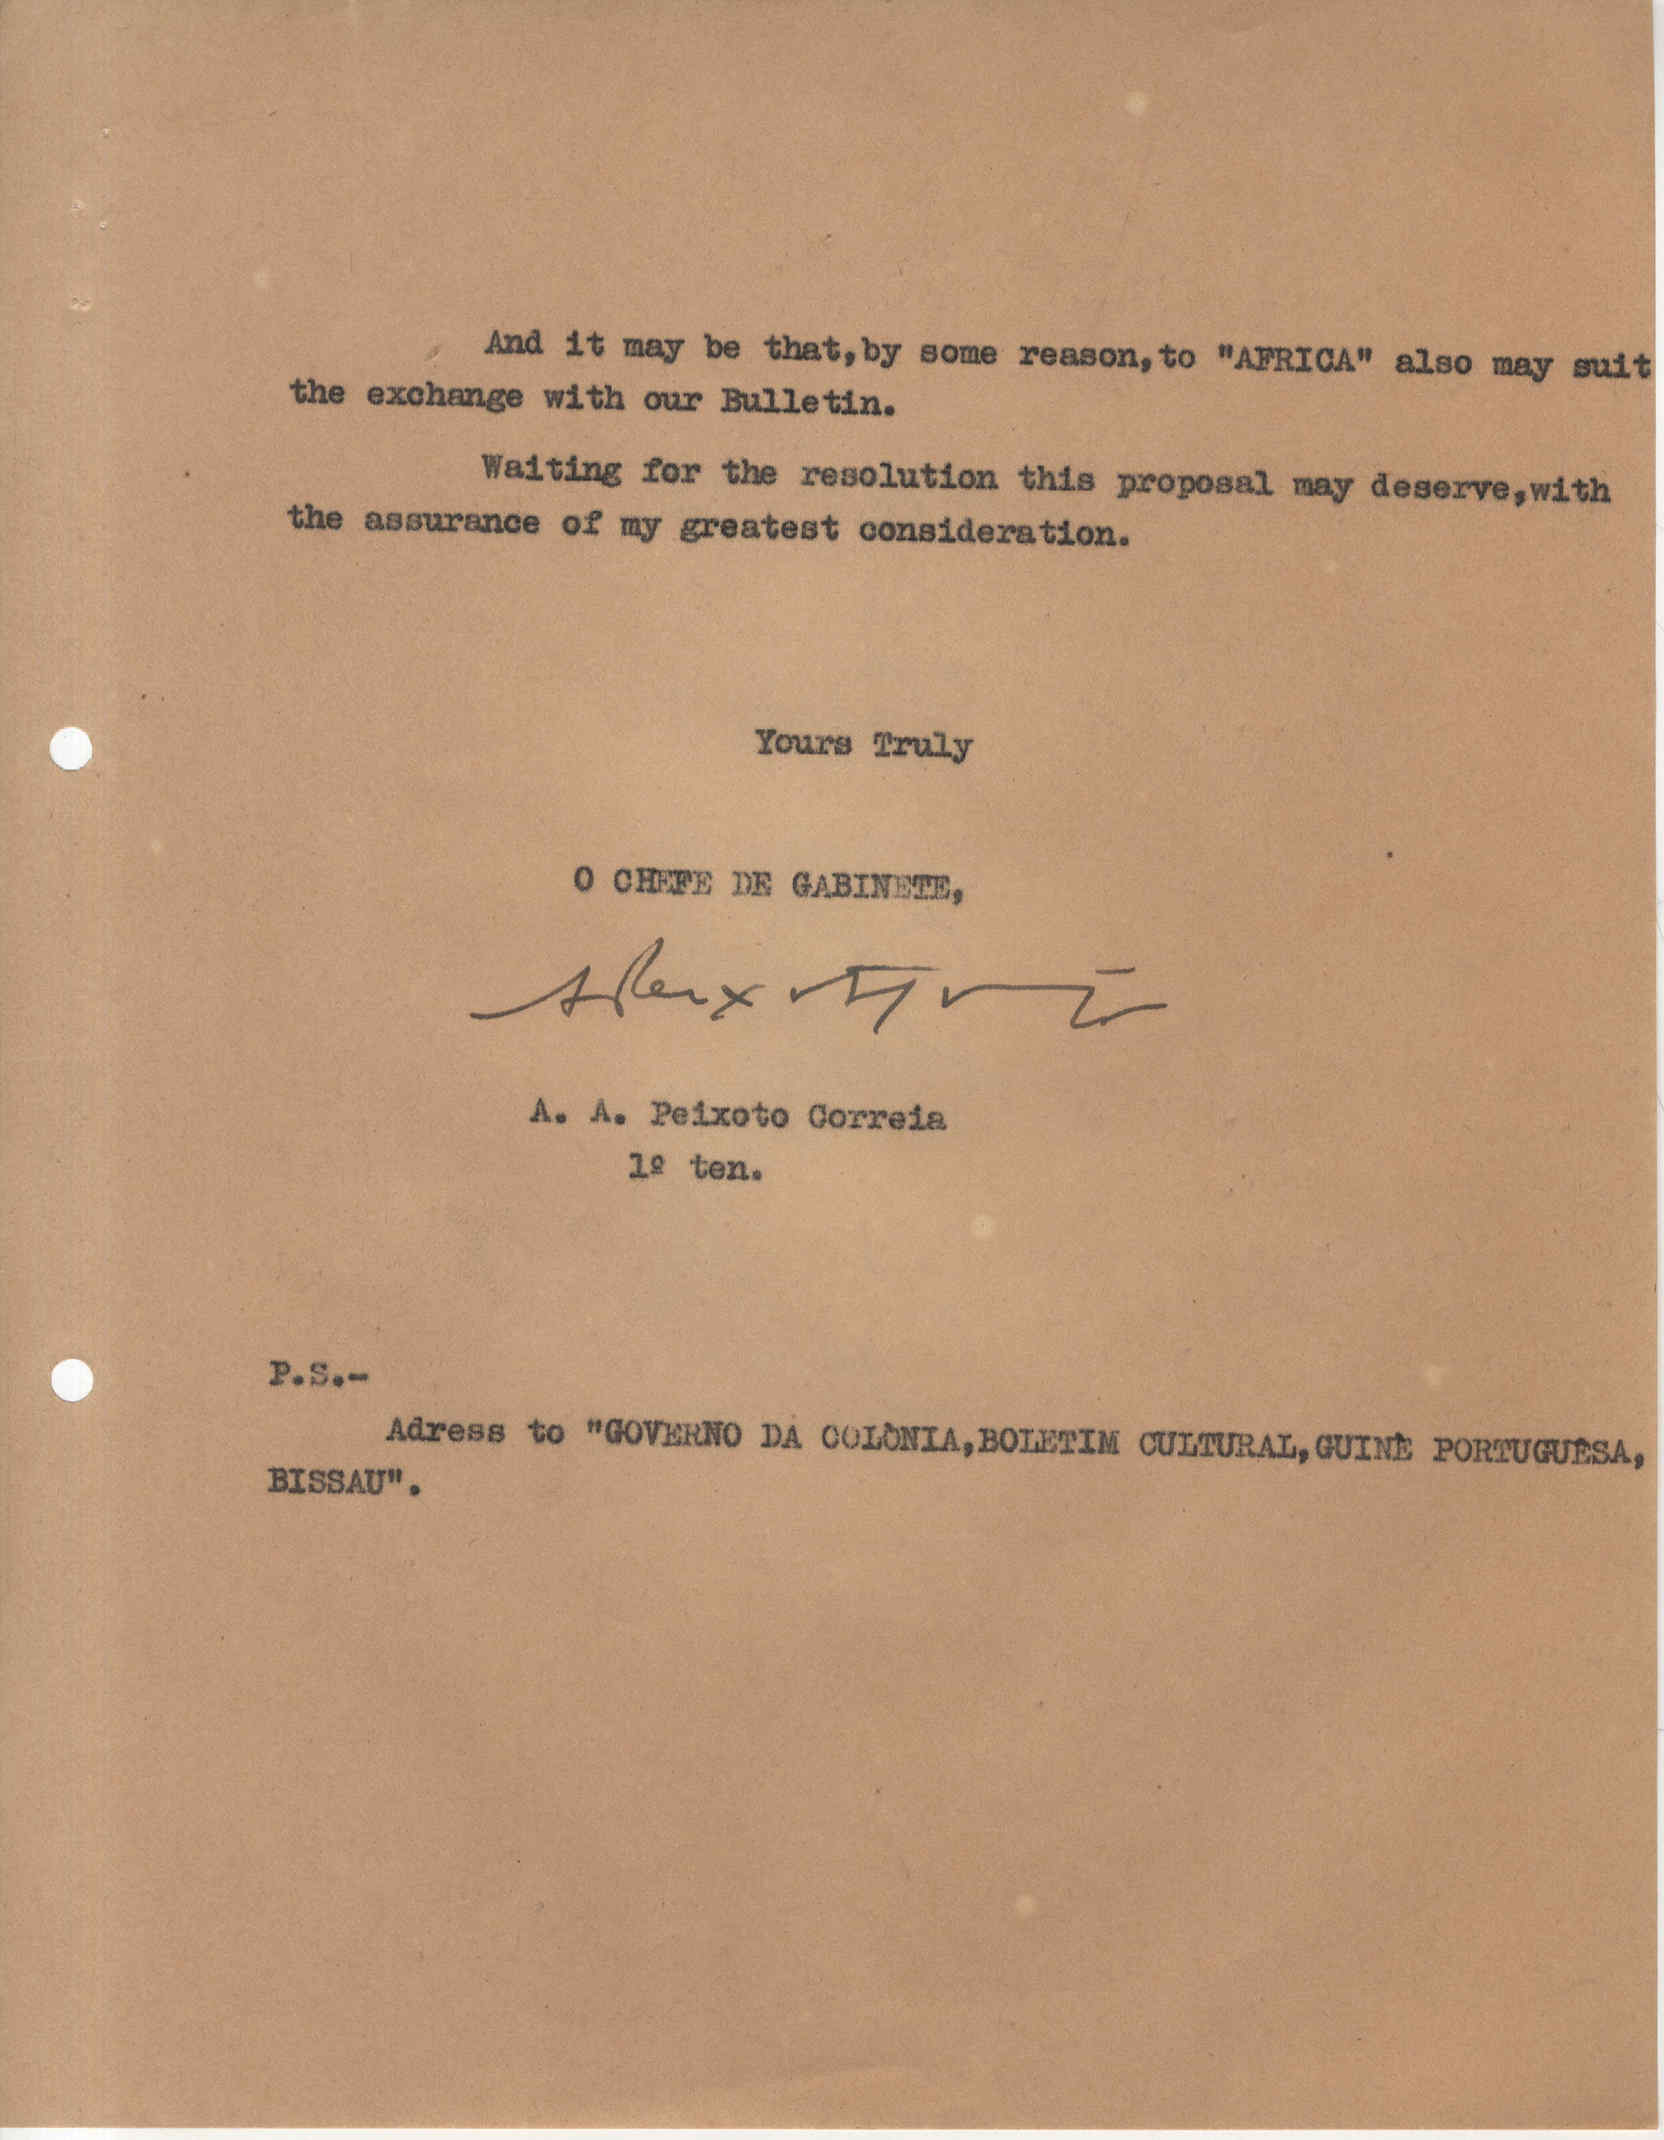 And it may be that,by some reason,to "AFRICA" also may suit
the exchange with our Bulletin.
Waiting for the resolution this proposal may deserve,with
the assurance of my greatest consideration.
Yours Truly
O CHEFE DE GABINETE,
A. A. Peixoto Correia
1º ten.
P.S.-
Adress to "GOVERNO DA COLÒNIA,BOLETIM CULTURAL,GUINÈ PORTUGUÊSA,
BISSAU".